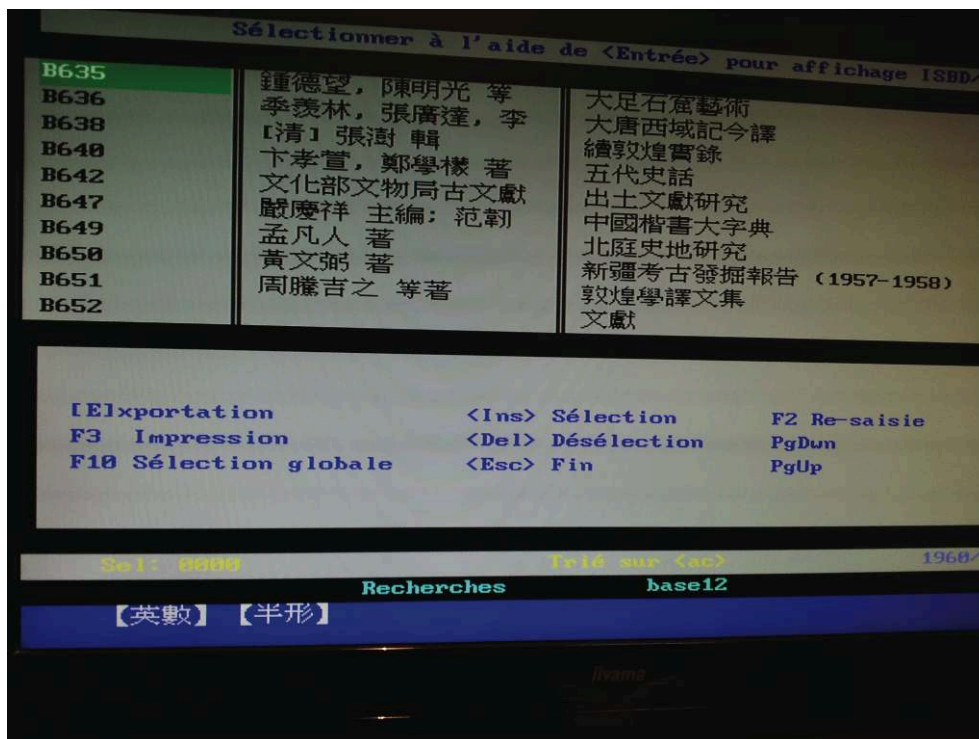 Sélectionner à l'aide de <Entrée> pour affichage ISBD/
B635 鍾德望, 陳明光 等 大足石窟藝術
B636 季羨林, 張廣達, 李 大唐西域記今譯
B638 [清] 張澍 輯 續敦煌實錄
B640 卞孝萱, 鄭學檬 著 五代史話
B642 文化部文物局古文獻 出土文獻研究
B647 嚴慶祥 主編; 范韌 中國楷書大字典
B649 孟凡人 著 北庭史地研究
B650 黃文弼 著 新疆考古發掘報告 (1957-1958)
B651 周騰吉之 等著 敦煌學譯文集
B652 文獻
[E]xportation <Ins> Sélection F2 Re-saisie
F3 Impression <Del> Désélection PgDwn
F10 Sélection globale <Esc> Fin PgUp
Sel: 0000 Trié sur <ac> 1960/
Recherches base12
【英數】【半形】
iiyama